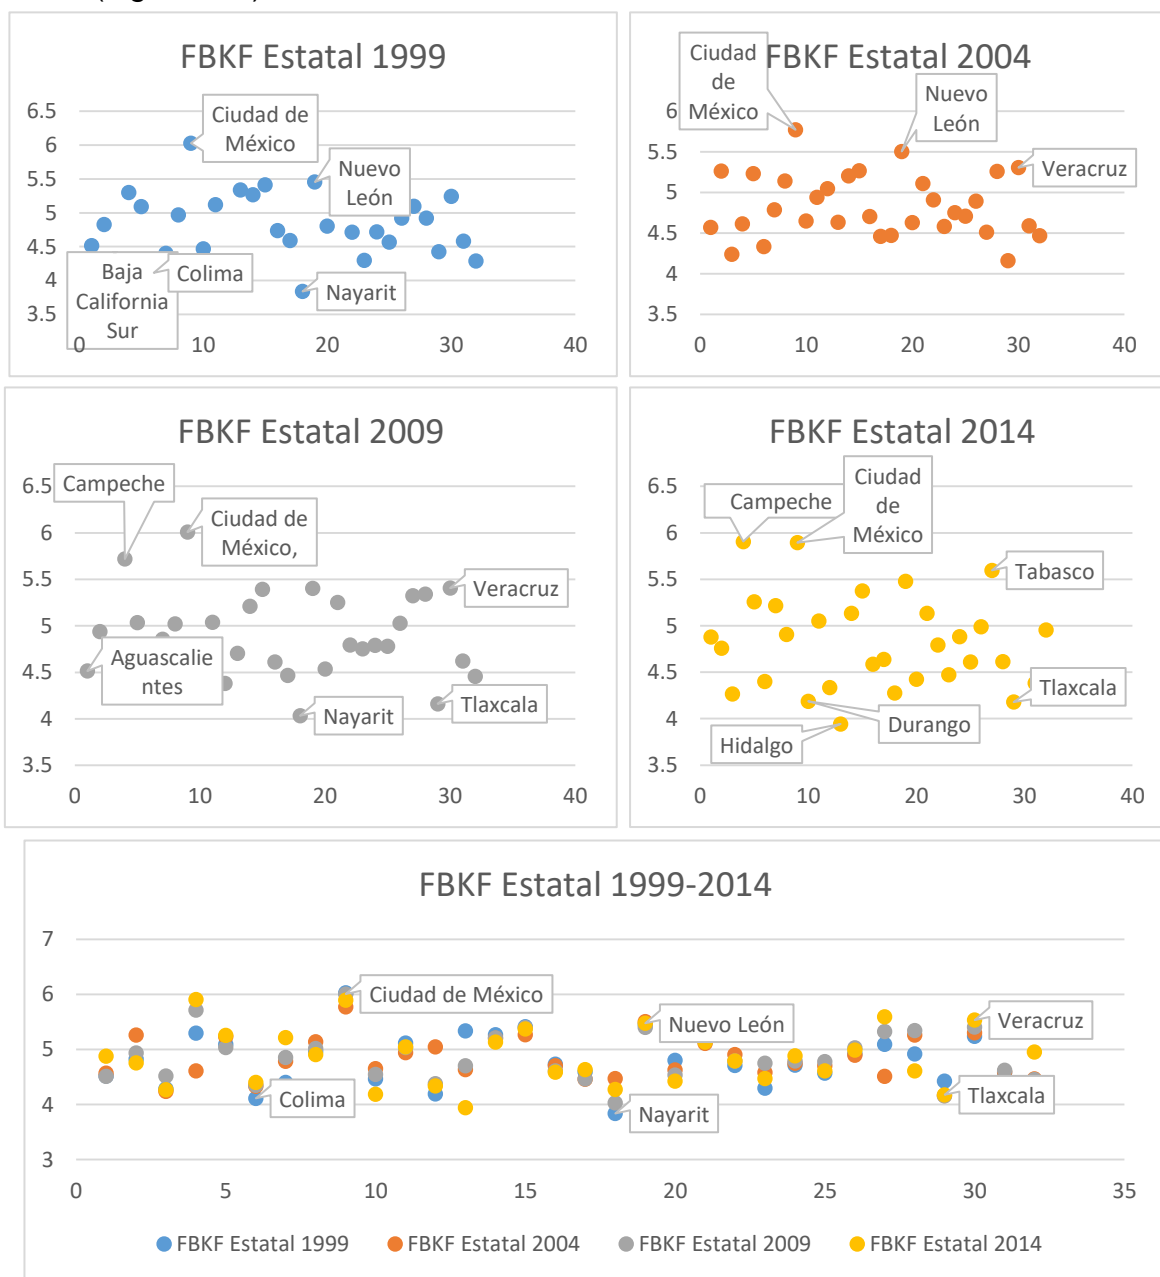 FBKF Estatal 1999
6.5
6
5.5
5
4.5
4
3.5
0
10
20
30
40
Ciudad de
México
Nuevo
León
Baja
California
Sur
Colima
Nayarit
FBKF Estatal 2004
6
5.5
5
4.5
4
3.5
0
10
20
30
40
Ciudad
de
México
Nuevo
León
Veracruz
FBKF Estatal 2009
6.5
6
5.5
5
4.5
4
3.5
0
10
20
30
40
Campeche
Ciudad de
México,
Veracruz
Aguascalie
ntes
Nayarit
Tlaxcala
FBKF Estatal 2014
6.5
6
5.5
5
4.5
4
3.5
0
10
20
30
40
Campeche
Ciudad
de
México
Tabasco
Tlaxcala
Durango
Hidalgo
FBKF Estatal 1999-2014
7
6
5
4
3
0
5
10
15
20
25
30
35
Ciudad de México
Nuevo León
Veracruz
Colima
Nayarit
Tlaxcala
FBKF Estatal 1999
FBKF Estatal 2004
FBKF Estatal 2009
FBKF Estatal 2014